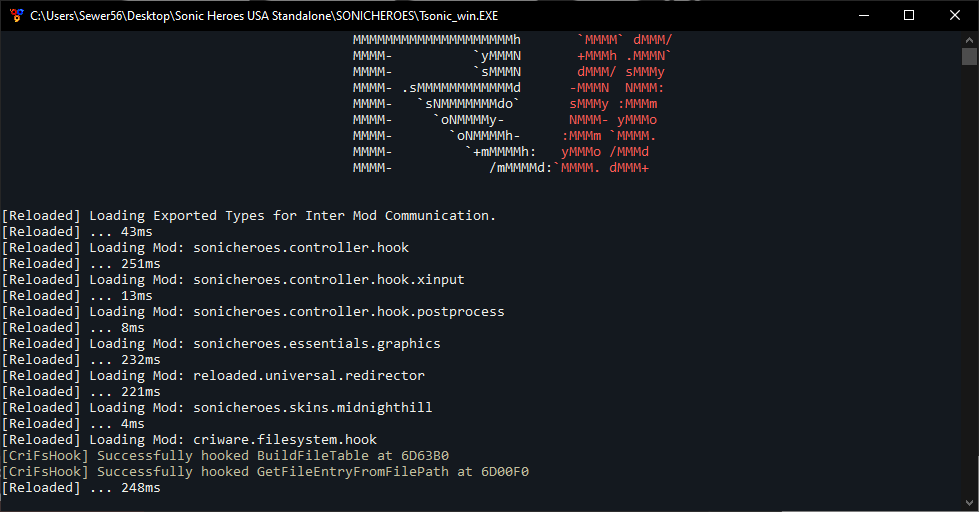 C:\Users\Sewer56\Desktop\Sonic Heroes USA Standalone\SONICHEROES\Tsonic_win.EXE
MMMMMMMMMMMMMMMMMMMMh       `MMMM` dMMM/
MMMM-          `yMMMN       +MMMh .MMMN`
MMMM-          `sMMMN       dMMM/ sMMMy
MMMM- .sMMMMMMMMMMMMd      -MMMN  NMMM:
MMMM-   `sNMMMMMMMdo`      sMMMy :MMMm
MMMM-     `oNMMMMy-        NMMM- yMMMo
MMMM-       `oNMMMMh-     :MMMm `MMMM.
MMMM-         `+mMMMMh:   yMMMo /MMMd
MMMM-            /mMMMMd:`MMMM. dMMM+
[Reloaded] Loading Exported Types for Inter Mod Communication.
[Reloaded] ... 43ms
[Reloaded] Loading Mod: sonicheroes.controller.hook
[Reloaded] ... 251ms
[Reloaded] Loading Mod: sonicheroes.controller.hook.xinput
[Reloaded] ... 13ms
[Reloaded] Loading Mod: sonicheroes.controller.hook.postprocess
[Reloaded] ... 8ms
[Reloaded] Loading Mod: sonicheroes.essentials.graphics
[Reloaded] ... 232ms
[Reloaded] Loading Mod: reloaded.universal.redirector
[Reloaded] ... 221ms
[Reloaded] Loading Mod: sonicheroes.skins.midnighthill
[Reloaded] ... 4ms
[Reloaded] Loading Mod: criware.filesystem.hook
[CriFsHook] Successfully hooked BuildFileTable at 6D63B0
[CriFsHook] Successfully hooked GetFileEntryFromFilePath at 6D00F0
[Reloaded] ... 248ms